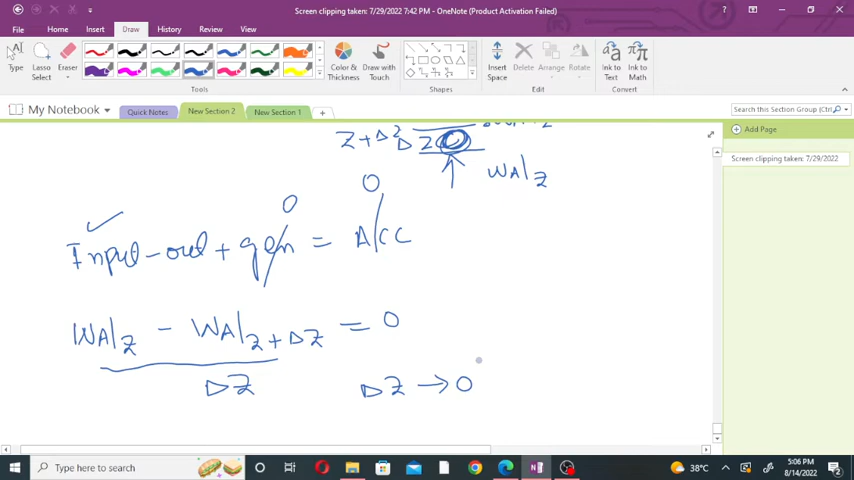 Screen clipping taken: 7/29/2022 7:42 PM - OneNote (Product Activation Failed)
File Home Insert Draw History Review View
Type Lasso Select Eraser Color & Thickness Draw with Touch Insert Space Delete Arrange Rotate Ink to Text Ink to Math
Tools Shapes Edit Convert
My Notebook Quick Notes New Section 2 New Section 1 + Search this Section Group (Ctrl+E)
Add Page
Screen clipping taken: 7/29/2022
Z+ΔZ ΔZ
WA|Z
0 0
Input - out + gen = Acc
WA|Z - WA|Z+ΔZ = 0
ΔZ ΔZ → 0
Type here to search 38°C 5:06 PM
8/14/2022